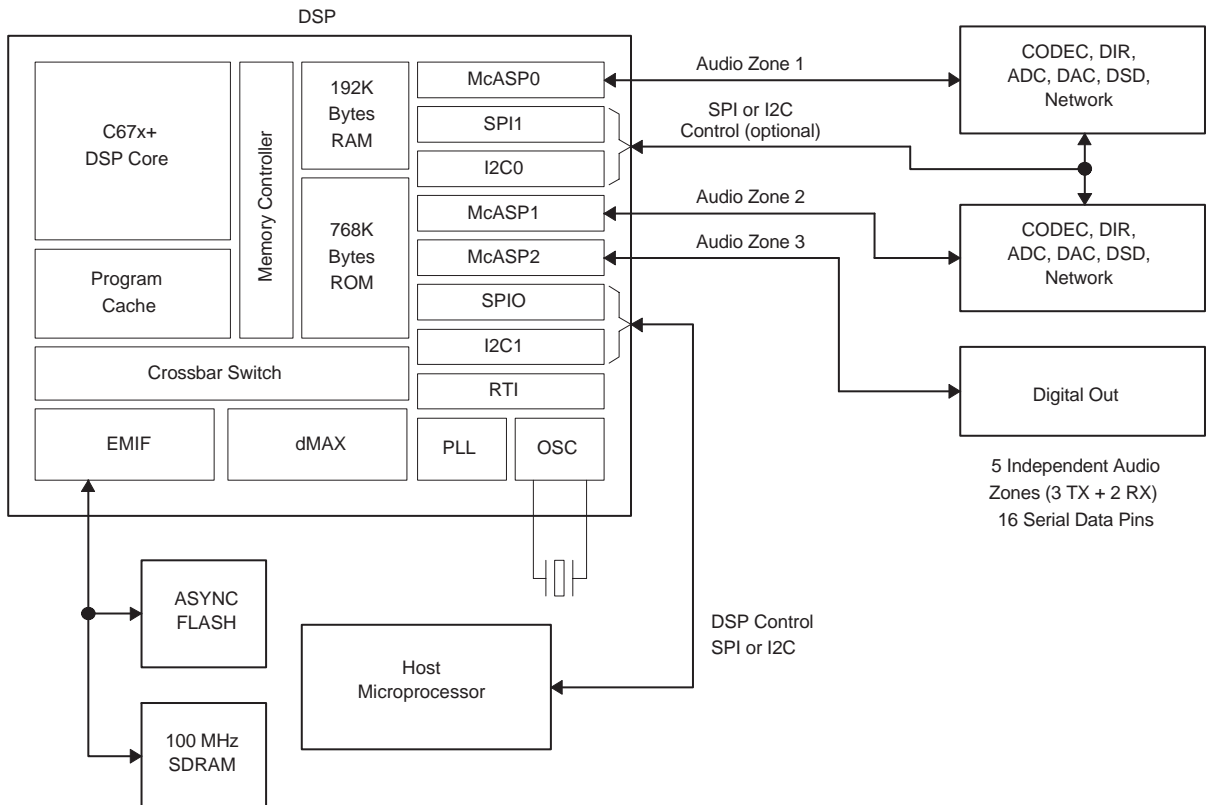 DSP
C67x+
DSP Core
Program
Cache
Memory Controller
192K
Bytes
RAM
768K
Bytes
ROM
Crossbar Switch
EMIF
dMAX
McASP0
SPI1
I2C0
McASP1
McASP2
SPIO
I2C1
RTI
PLL
OSC
Audio Zone 1
SPI or I2C
Control (optional)
Audio Zone 2
Audio Zone 3
CODEC, DIR,
ADC, DAC, DSD,
Network
CODEC, DIR,
ADC, DAC, DSD,
Network
Digital Out
5 Independent Audio
Zones (3 TX + 2 RX)
16 Serial Data Pins
ASYNC
FLASH
100 MHz
SDRAM
Host
Microprocessor
DSP Control
SPI or I2C